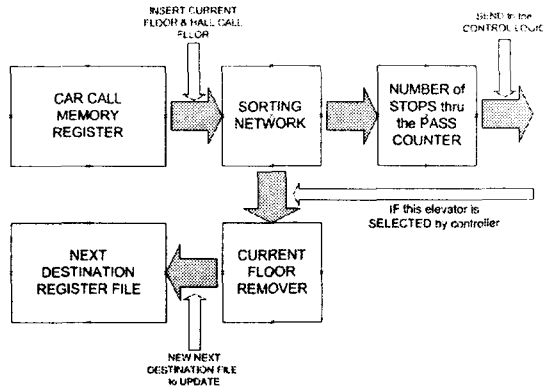 INSERT CURRENT
FLOOR & HALL CALL
FLLOR
SEND to the
CONTROL LOGIC
CAR CALL
MEMORY
REGISTER
SORTING
NETWORK
NUMBER of
STOPS thru
the PASS
COUNTER
IF this elevator is
SELECTED by controller
NEXT
DESTINATION
REGISTER FILE
CURRENT
FLOOR
REMOVER
NEW NEXT
DESTINATION FILE
to UPDATE